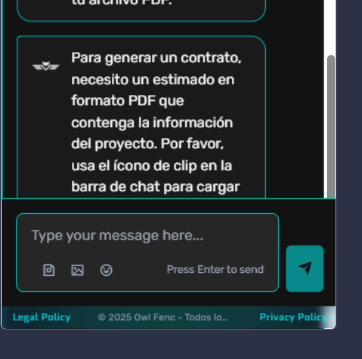 tu archivo PDF.
Para generar un contrato,
necesito un estimado en
formato PDF que
contenga la información
del proyecto. Por favor,
usa el ícono de clip en la
barra de chat para cargar
Type your message here...
Press Enter to send
Legal Policy © 2025 Owl Fenc - Todos lo... Privacy Policy